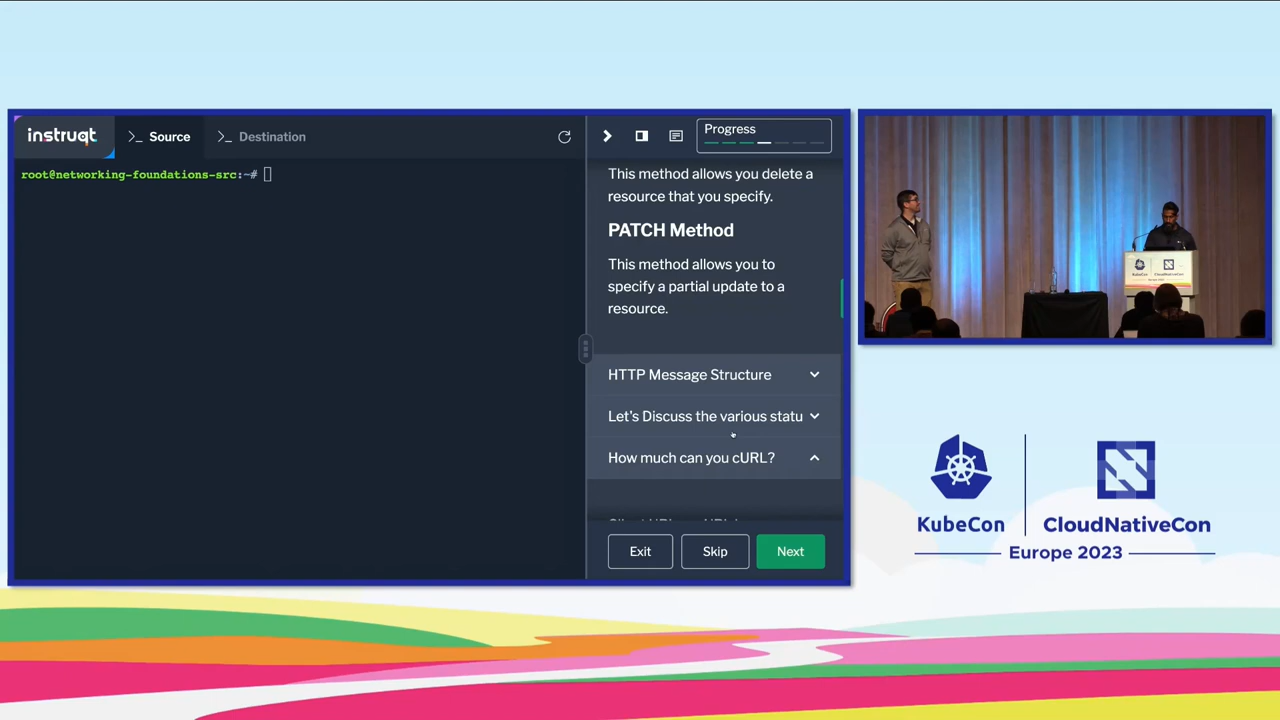 instruqt
>_ Source
>_ Destination
Progress
root@networking-foundations-src:~#
This method allows you delete a
resource that you specify.
PATCH Method
This method allows you to
specify a partial update to a
resource.
HTTP Message Structure
Let's Discuss the various statu
How much can you cURL?
Exit
Skip
Next
KubeCon
CloudNativeCon
Europe 2023